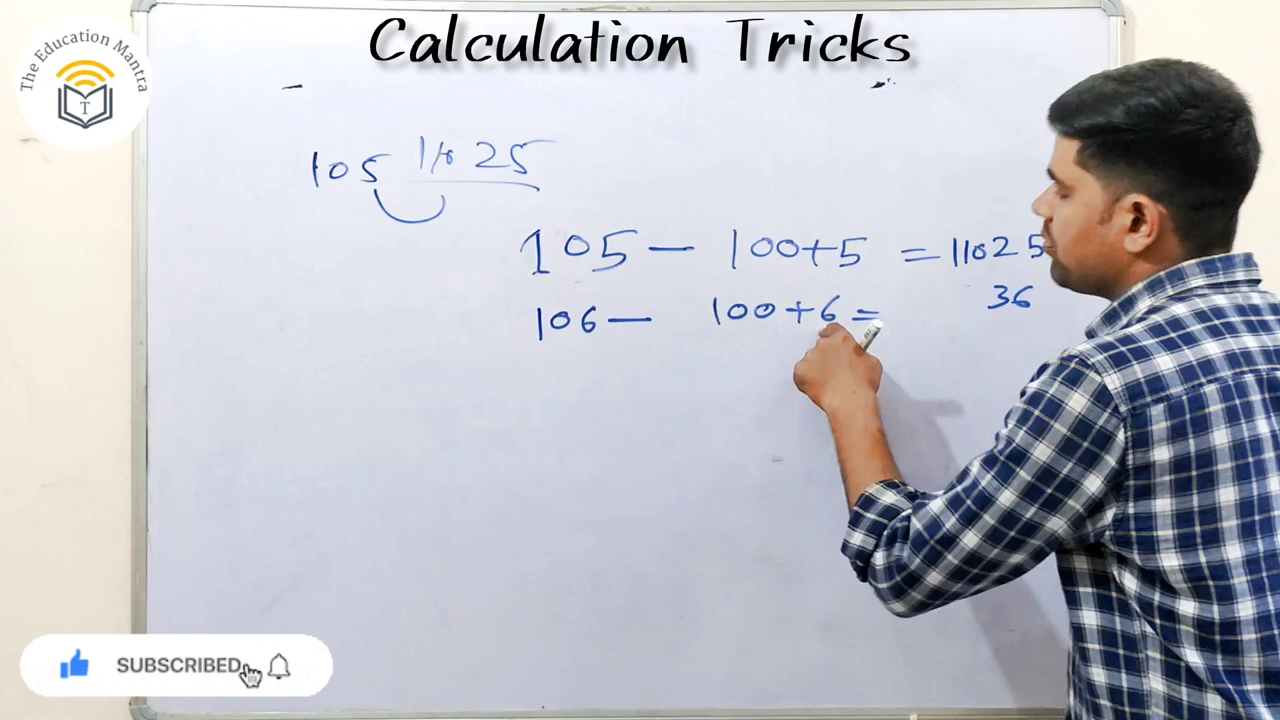 Calculation Tricks
The Education Mantra
T
105 11025
105 — 100+5 = 11025
36
106 — 100+6 =
SUBSCRIBED